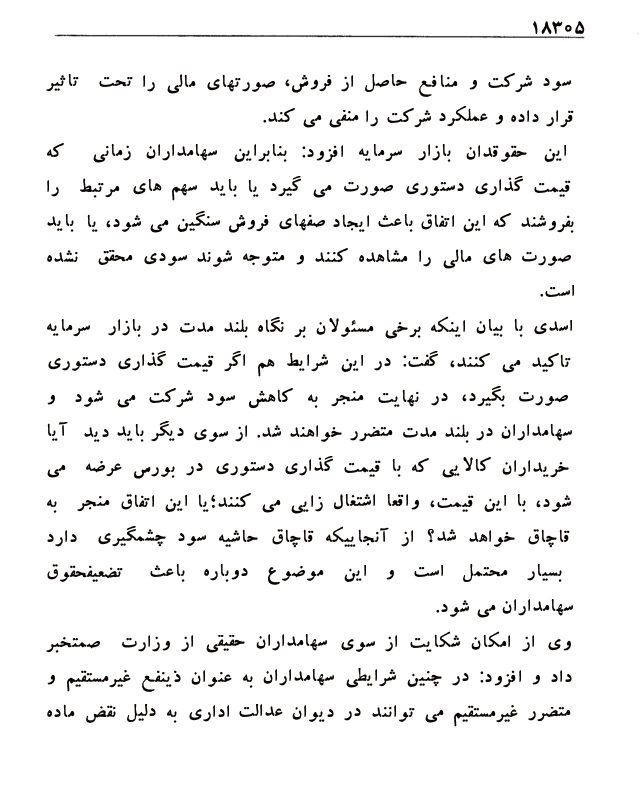 ۱۸۳۰۵
سود شرکت و منافع حاصل از فروش، صورتهای مالی را تحت تاثیر
قرار داده و عملکرد شرکت را منفی می کند.
این حقوقدان بازار سرمایه افزود: بنابراین سهامداران زمانی که
قیمت گذاری دستوری صورت می گیرد یا باید سهم های مرتبط را
بفروشند که این اتفاق باعث ایجاد صفهای فروش سنگین می شود، یا باید
صورت های مالی را مشاهده کنند و متوجه شوند سودی محقق نشده
است.
اسدی با بیان اینکه برخی مسئولان بر نگاه بلند مدت در بازار سرمایه
تاکید می کنند، گفت: در این شرایط هم اگر قیمت گذاری دستوری
صورت بگیرد، در نهایت منجر به کاهش سود شرکت می شود و
سهامداران در بلند مدت متضرر خواهند شد. از سوی دیگر باید دید آیا
خریداران کالایی که با قیمت گذاری دستوری در بورس عرضه می
شود، با این قیمت، واقعا اشتغال زایی می کنند؛یا این اتفاق منجر به
قاچاق خواهد شد؟ از آنجاییکه قاچاق حاشیه سود چشمگیری دارد
بسیار محتمل است و این موضوع دوباره باعث تضعیفحقوق
سهامداران می شود.
وی از امکان شکایت از سوی سهامداران حقیقی از وزارت صمتخبر
داد و افزود: در چنین شرایطی سهامداران به عنوان ذینفع غیرمستقیم و
متضرر غیرمستقیم می توانند در دیوان عدالت اداری به دلیل نقض ماده